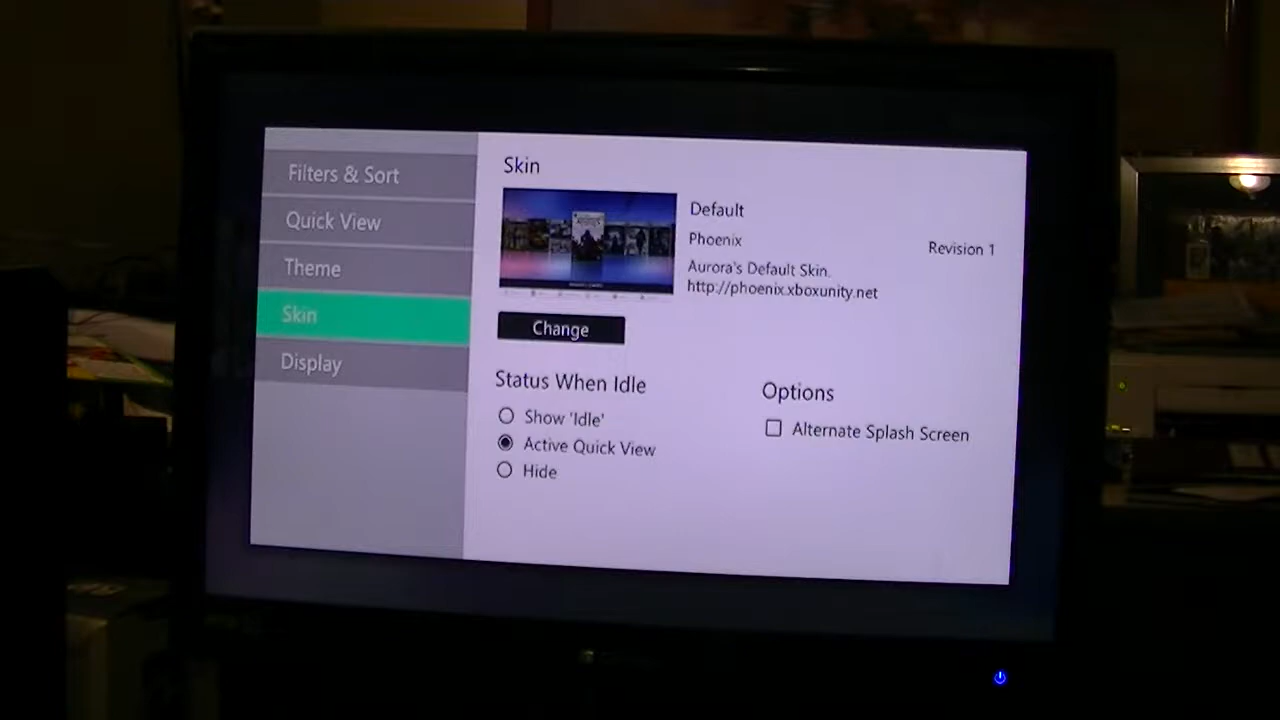 Filters & Sort
Quick View
Theme
Skin
Display
Skin
Default
Phoenix
Revision 1
Aurora's Default Skin.
http://phoenix.xboxunity.net
Change
Status When Idle
Show 'Idle'
Active Quick View
Hide
Options
Alternate Splash Screen